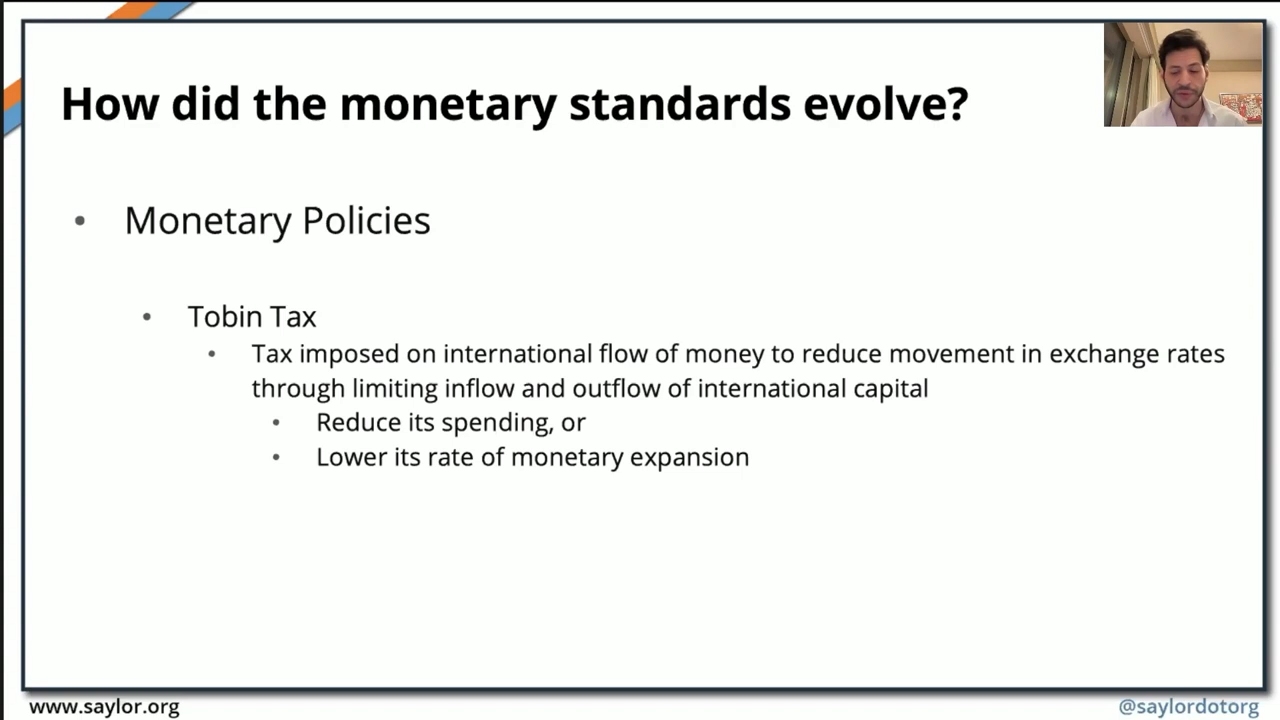 How did the monetary standards evolve?
• Monetary Policies
• Tobin Tax
• Tax imposed on international flow of money to reduce movement in exchange rates
through limiting inflow and outflow of international capital
• Reduce its spending, or
• Lower its rate of monetary expansion
www.saylor.org
@saylordotorg